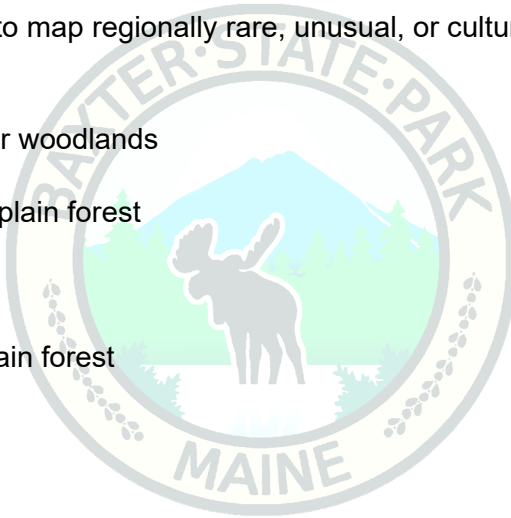 to map regionally rare, unusual, or cultur
r woodlands
plain forest
ain forest
BAXTER·STATE·PARK
MAINE